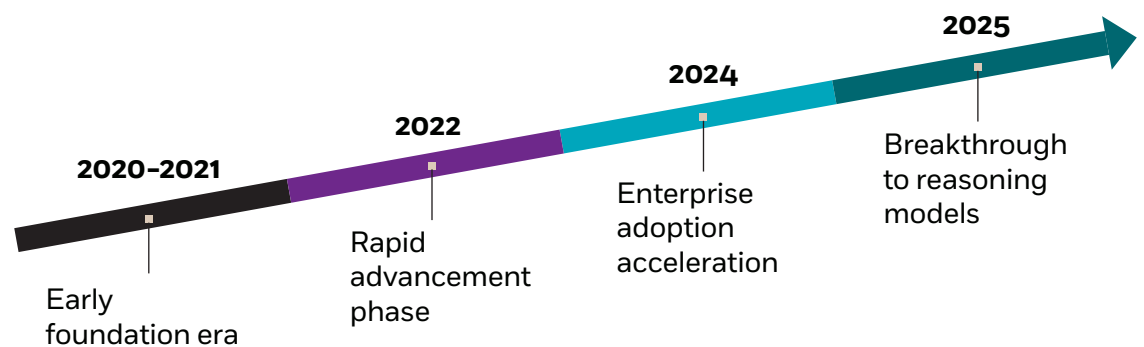 2020–2021
Early
foundation era
2022
Rapid
advancement
phase
2024
Enterprise
adoption
acceleration
2025
Breakthrough
to reasoning
models